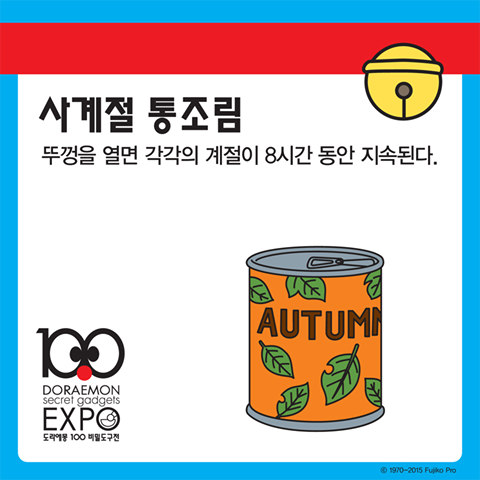 사계절 통조림
뚜껑을 열면 각각의 계절이 8시간 동안 지속된다.
AUTUMN
100
DORAEMON
secret gadgets
EXPO
도라에몽 100 비밀도구전
© 1970~2015 Fujiko Pro